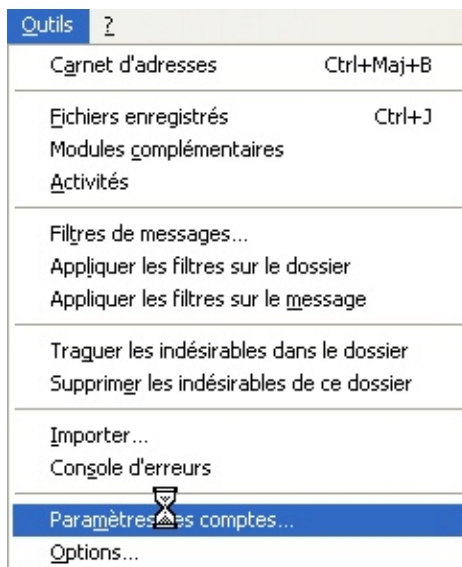 Outils ?
Carnet d'adresses Ctrl+Maj+B
Fichiers enregistrés Ctrl+J
Modules complémentaires
Activités
Filtres de messages...
Appliquer les filtres sur le dossier
Appliquer les filtres sur le message
Traguer les indésirables dans le dossier
Supprimer les indésirables de ce dossier
Importer...
Console d'erreurs
Paramètres des comptes...
Options...